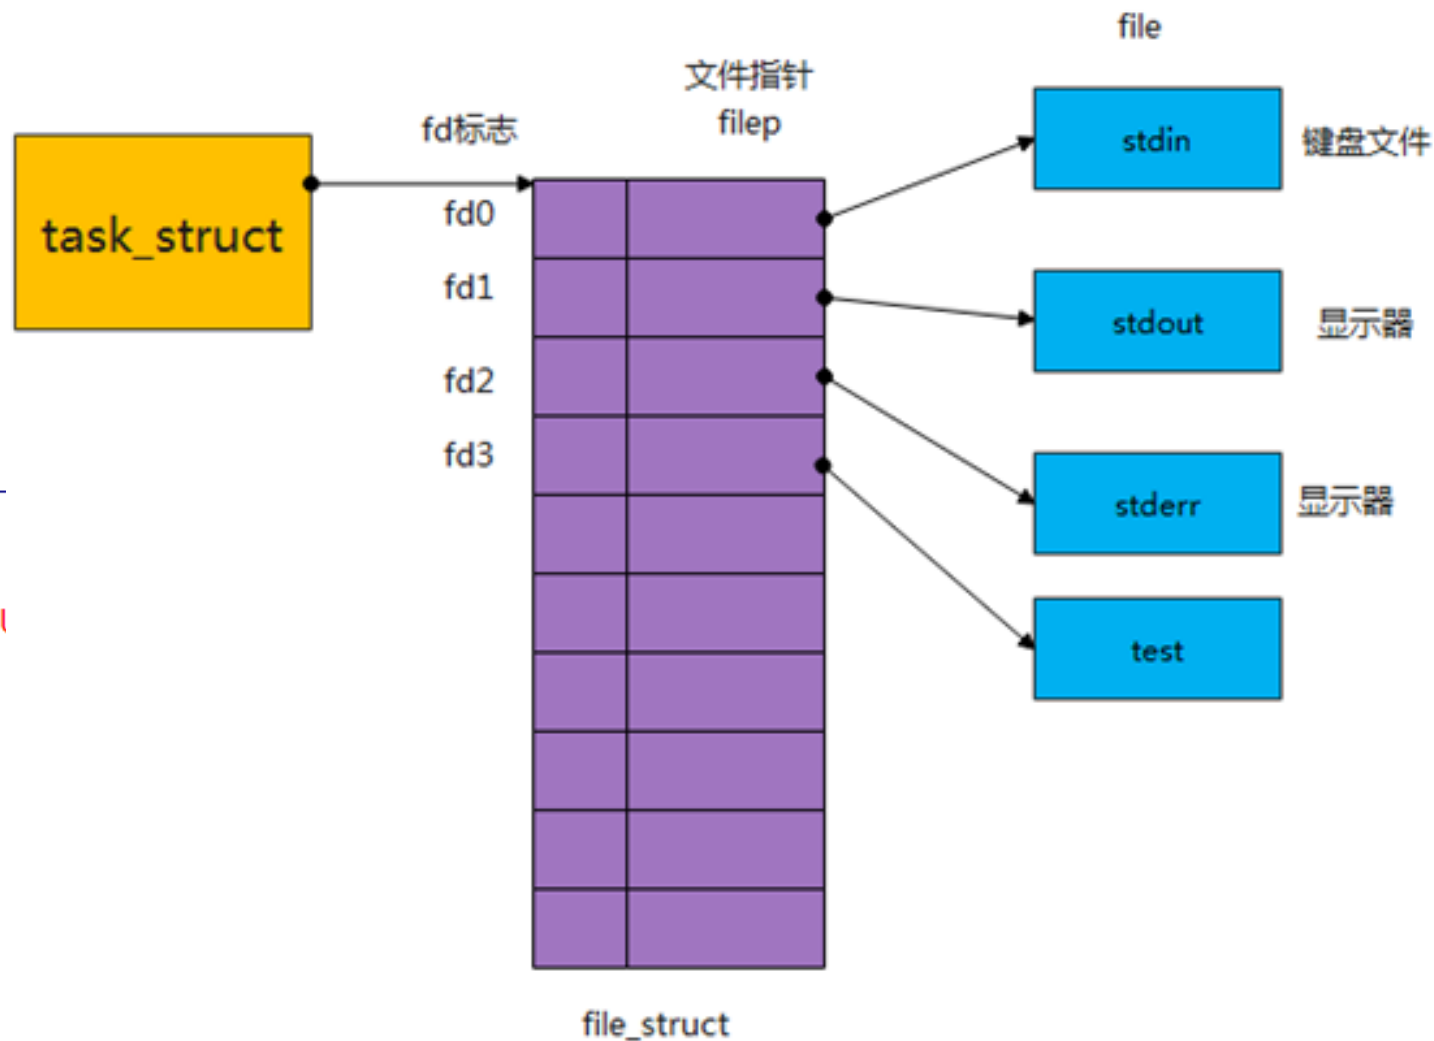 file
文件指针
filep
fd标志
task_struct
fd0
fd1
fd2
fd3
stdin
键盘文件
stdout
显示器
stderr
显示器
test
file_struct